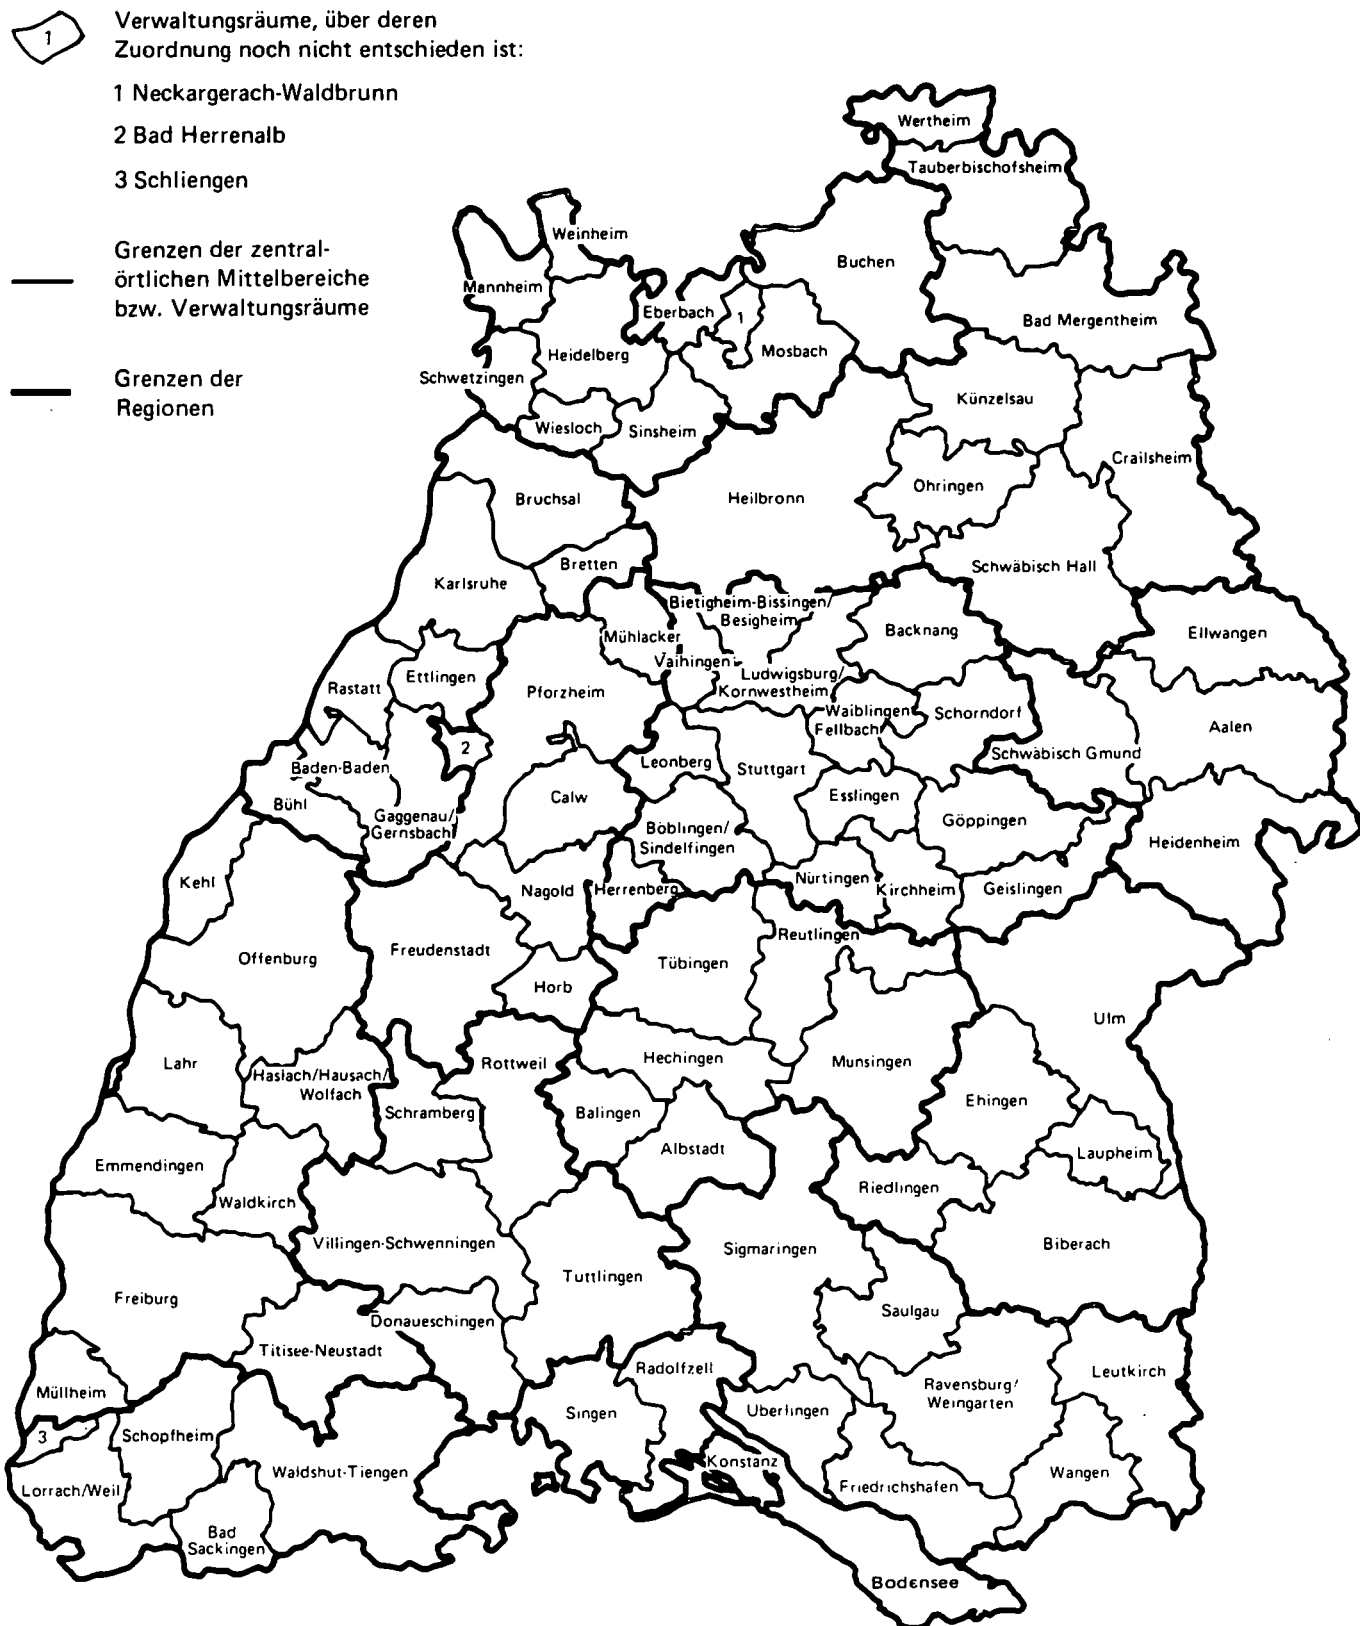 1
Verwaltungsräume, über deren
Zuordnung noch nicht entschieden ist:
1 Neckargerach-Waldbrunn
2 Bad Herrenalb
3 Schliengen
Grenzen der zentral-
örtlichen Mittelbereiche
bzw. Verwaltungsräume
Grenzen der
Regionen
Wertheim
Tauberbischofsheim
Weinheim
Buchen
Mannheim
Eberbach
1
Bad Mergentheim
Heidelberg
Mosbach
Schwetzingen
Künzelsau
Wiesloch
Sinsheim
Crailsheim
Bruchsal
Heilbronn
Ohringen
Bretten
Karlsruhe
Schwäbisch Hall
Bietigheim-Bissingen/
Besigheim
Mühlacker
Backnang
Ellwangen
Vaihingen
Ettlingen
Ludwigsburg/
Kornwestheim
Rastatt
Pforzheim
Waiblingen
Fellbach
Schorndorf
Aalen
2
Schwäbisch Gmund
Baden-Baden
Leonberg
Stuttgart
Bühl
Calw
Esslingen
Gaggenau/
Gernsbach
Böblingen/
Sindelfingen
Göppingen
Heidenheim
Kehl
Nagold
Herrenberg
Nürtingen
Kirchheim
Geislingen
Offenburg
Freudenstadt
Reutlingen
Tübingen
Horb
Ulm
Lahr
Rottweil
Hechingen
Munsingen
Haslach/Hausach/
Wolfach
Schramberg
Balingen
Ehingen
Albstadt
Laupheim
Emmendingen
Waldkirch
Riedlingen
Villingen-Schwenningen
Sigmaringen
Biberach
Freiburg
Tuttlingen
Saulgau
Donaueschingen
Titisee-Neustadt
Radolfzell
Leutkirch
Müllheim
Ravensburg/
Weingarten
Singen
Uberlingen
3
Schopfheim
Konstanz
Waldshut-Tiengen
Wangen
Lorrach/Weil
Friedrichshafen
Bad
Sackingen
Bodensee